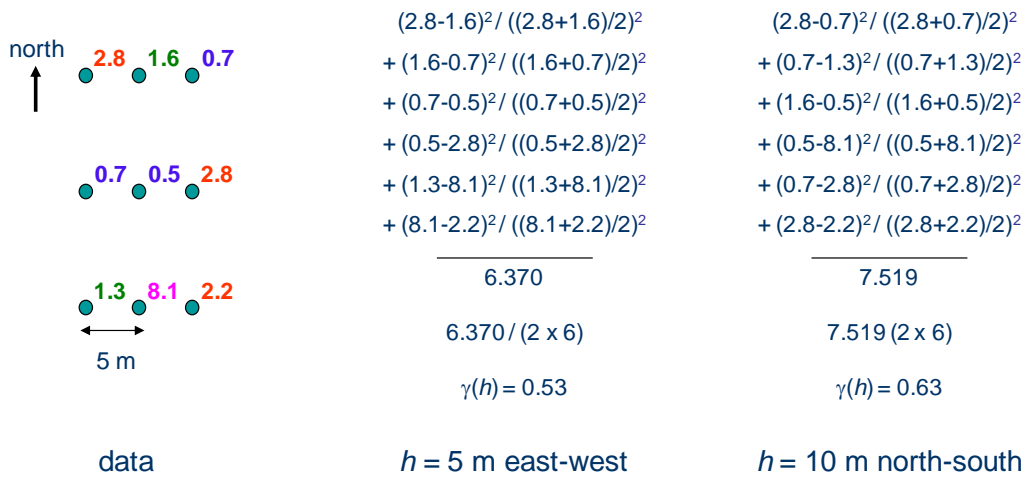 north
2.8 1.6 0.7
0.7 0.5 2.8
1.3 8.1 2.2
5 m
data
(2.8-1.6)² / ((2.8+1.6)/2)²
+ (1.6-0.7)² / ((1.6+0.7)/2)²
+ (0.7-0.5)² / ((0.7+0.5)/2)²
+ (0.5-2.8)² / ((0.5+2.8)/2)²
+ (1.3-8.1)² / ((1.3+8.1)/2)²
+ (8.1-2.2)² / ((8.1+2.2)/2)²
6.370
6.370 / (2 x 6)
γ(h) = 0.53
h = 5 m east-west
(2.8-0.7)² / ((2.8+0.7)/2)²
+ (0.7-1.3)² / ((0.7+1.3)/2)²
+ (1.6-0.5)² / ((1.6+0.5)/2)²
+ (0.5-8.1)² / ((0.5+8.1)/2)²
+ (0.7-2.8)² / ((0.7+2.8)/2)²
+ (2.8-2.2)² / ((2.8+2.2)/2)²
7.519
7.519 (2 x 6)
γ(h) = 0.63
h = 10 m north-south